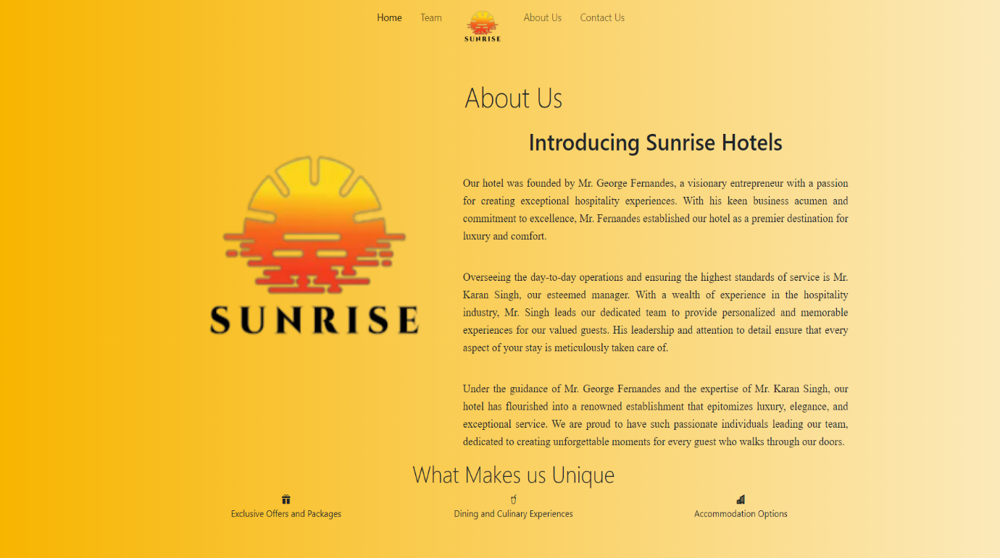 Home Team SUNRISE About Us Contact Us
About Us
Introducing Sunrise Hotels
SUNRISE
Our hotel was founded by Mr. George Fernandes, a visionary entrepreneur with a passion
for creating exceptional hospitality experiences. With his keen business acumen and
commitment to excellence, Mr. Fernandes established our hotel as a premier destination for
luxury and comfort.
Overseeing the day-to-day operations and ensuring the highest standards of service is Mr.
Karan Singh, our esteemed manager. With a wealth of experience in the hospitality
industry, Mr. Singh leads our dedicated team to provide personalized and memorable
experiences for our valued guests. His leadership and attention to detail ensure that every
aspect of your stay is meticulously taken care of.
Under the guidance of Mr. George Fernandes and the expertise of Mr. Karan Singh, our
hotel has flourished into a renowned establishment that epitomizes luxury, elegance, and
exceptional service. We are proud to have such passionate individuals leading our team,
dedicated to creating unforgettable moments for every guest who walks through our doors.
What Makes us Unique
Exclusive Offers and Packages
Dining and Culinary Experiences
Accommodation Options